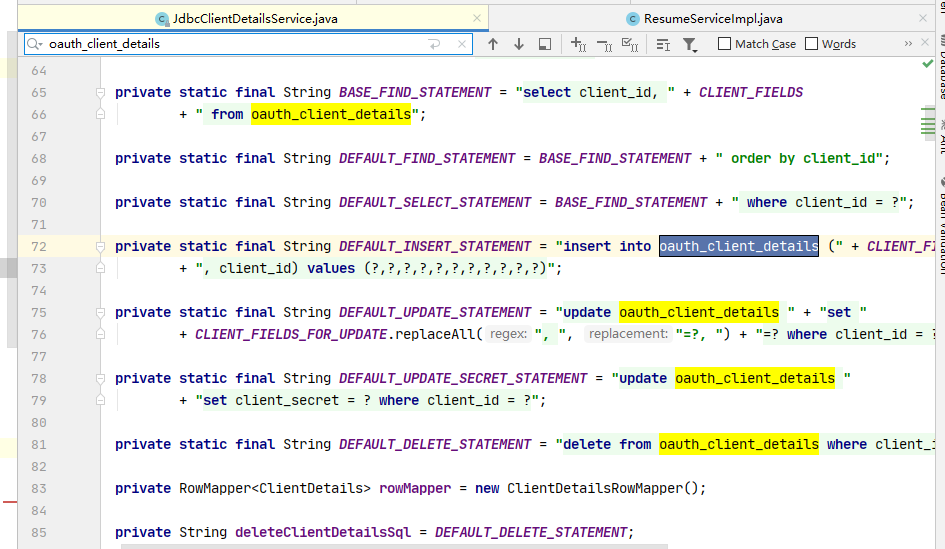 JdbcClientDetailsService.java
ResumeServiceImpl.java
oauth_client_details
Match Case
Words
64
65 private static final String BASE_FIND_STATEMENT = "select client_id, " + CLIENT_FIELDS
66 + " from oauth_client_details";
67
68 private static final String DEFAULT_FIND_STATEMENT = BASE_FIND_STATEMENT + " order by client_id";
69
70 private static final String DEFAULT_SELECT_STATEMENT = BASE_FIND_STATEMENT + " where client_id = ?";
71
72 private static final String DEFAULT_INSERT_STATEMENT = "insert into oauth_client_details (" + CLIENT_FI
73 + ", client_id) values (?,?,?,?,?,?,?,?,?,?,?)";
74
75 private static final String DEFAULT_UPDATE_STATEMENT = "update oauth_client_details " + "set "
76 + CLIENT_FIELDS_FOR_UPDATE.replaceAll( regex: ", ", replacement: "=?, ") + "=? where client_id = ?
77
78 private static final String DEFAULT_UPDATE_SECRET_STATEMENT = "update oauth_client_details "
79 + "set client_secret = ? where client_id = ?";
80
81 private static final String DEFAULT_DELETE_STATEMENT = "delete from oauth_client_details where client_i
82
83 private RowMapper<ClientDetails> rowMapper = new ClientDetailsRowMapper();
84
85 private String deleteClientDetailsSql = DEFAULT_DELETE_STATEMENT;
Database
Ant
Bean Validation